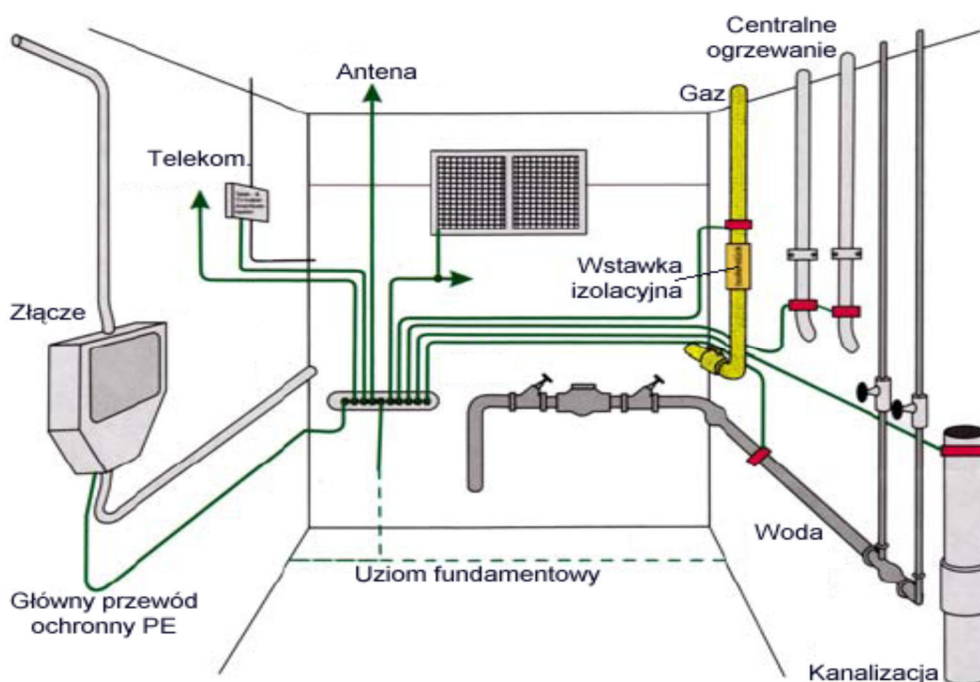 Centralne
ogrzewanie
Antena
Gaz
Telekom.
Wstawka
izolacyjna
Złącze
Woda
Uziom fundamentowy
Główny przewód
ochronny PE
Kanalizacja